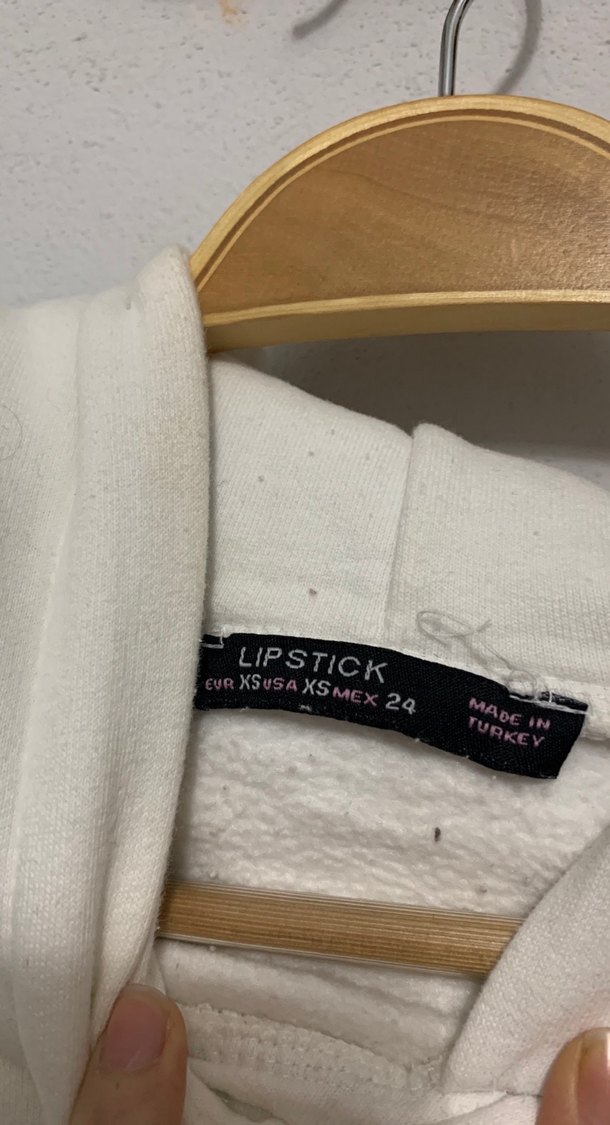 LIPSTICK
EUR XS USA XS MEX 24
MADE IN
TURKEY